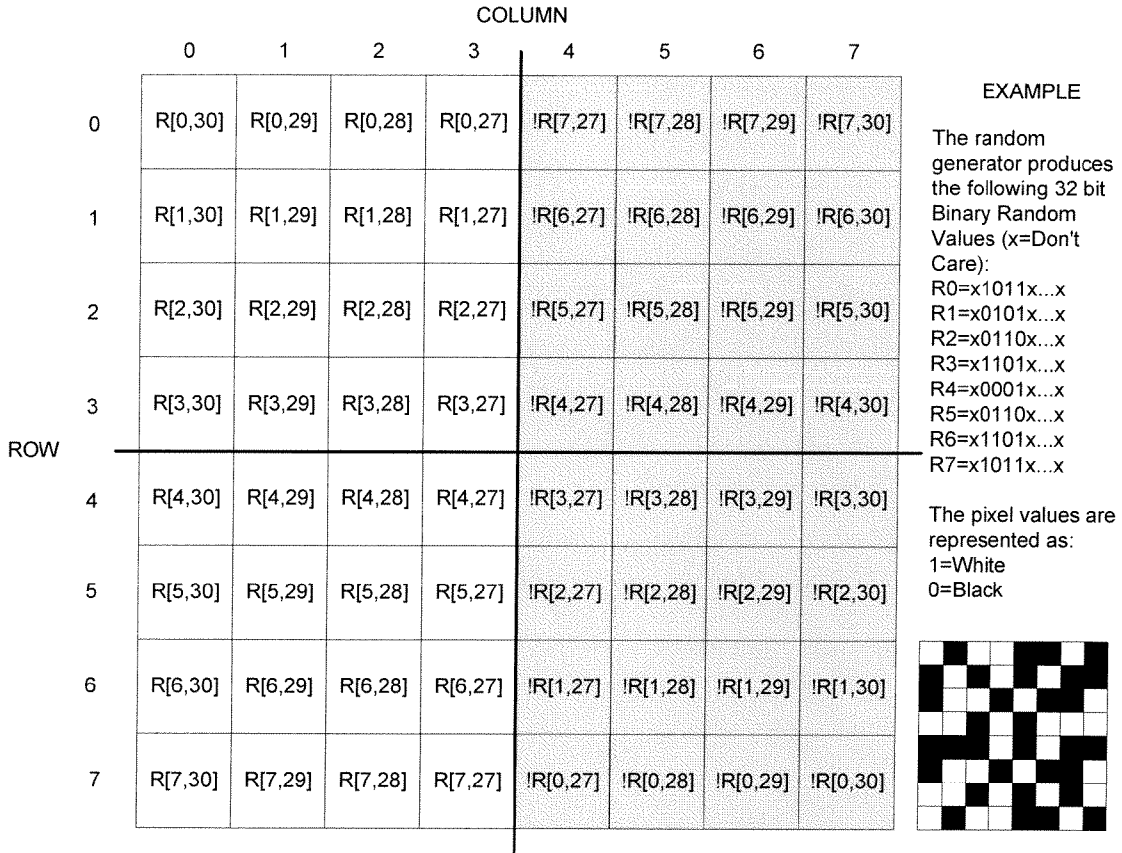 COLUMN
0 1 2 3 4 5 6 7
0 R[0,30] R[0,29] R[0,28] R[0,27] !R[7,27] !R[7,28] !R[7,29] !R[7,30]
1 R[1,30] R[1,29] R[1,28] R[1,27] !R[6,27] !R[6,28] !R[6,29] !R[6,30]
2 R[2,30] R[2,29] R[2,28] R[2,27] !R[5,27] !R[5,28] !R[5,29] !R[5,30]
3 R[3,30] R[3,29] R[3,28] R[3,27] !R[4,27] !R[4,28] !R[4,29] !R[4,30]
ROW
4 R[4,30] R[4,29] R[4,28] R[4,27] !R[3,27] !R[3,28] !R[3,29] !R[3,30]
5 R[5,30] R[5,29] R[5,28] R[5,27] !R[2,27] !R[2,28] !R[2,29] !R[2,30]
6 R[6,30] R[6,29] R[6,28] R[6,27] !R[1,27] !R[1,28] !R[1,29] !R[1,30]
7 R[7,30] R[7,29] R[7,28] R[7,27] !R[0,27] !R[0,28] !R[0,29] !R[0,30]
EXAMPLE
The random
generator produces
the following 32 bit
Binary Random
Values (x=Don't
Care):
R0=x1011x...x
R1=x0101x...x
R2=x0110x...x
R3=x1101x...x
R4=x0001x...x
R5=x0110x...x
R6=x1101x...x
R7=x1011x...x
The pixel values are
represented as:
1=White
0=Black